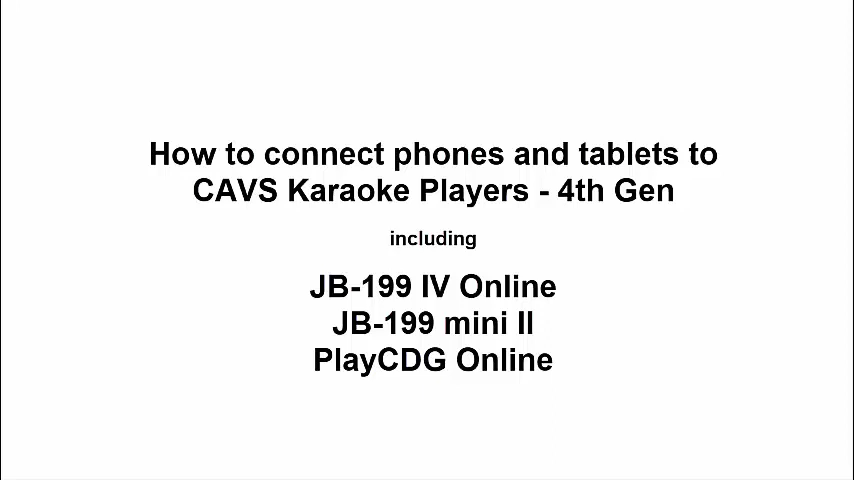 How to connect phones and tablets to
CAVS Karaoke Players - 4th Gen
including
JB-199 IV Online
JB-199 mini II
PlayCDG Online